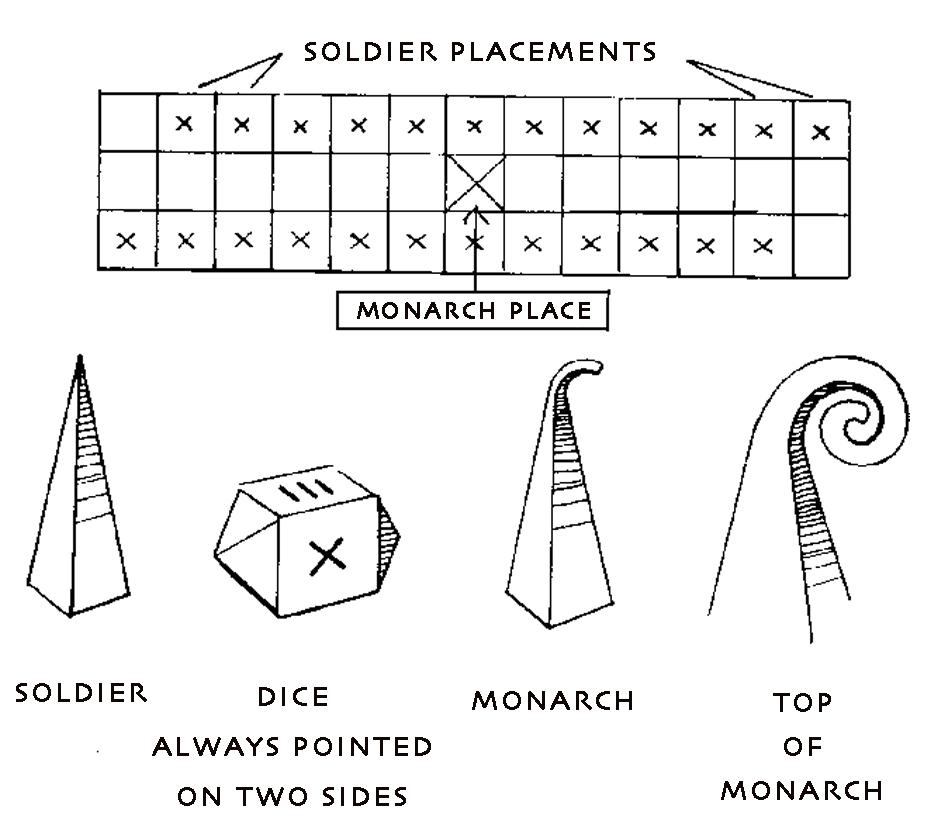 SOLDIER PLACEMENTS
MONARCH PLACE
SOLDIER
DICE
ALWAYS POINTED
ON TWO SIDES
MONARCH
TOP
OF
MONARCH